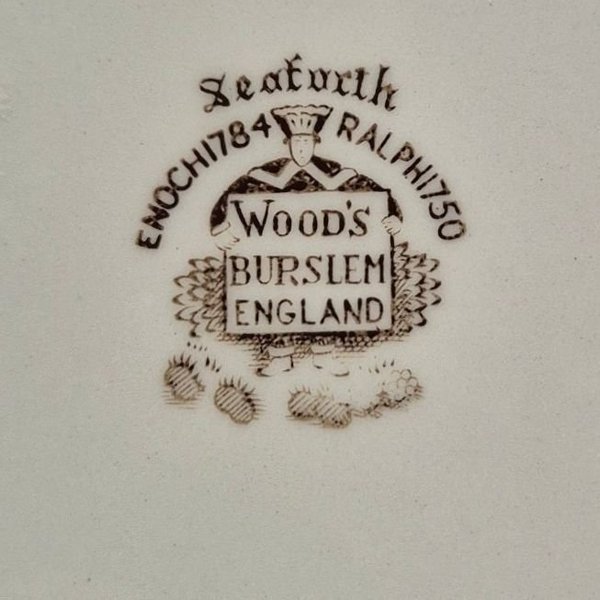 Seaforth
ENOCH 1784 RALPH 1750
WOOD'S
BURSLEM
ENGLAND